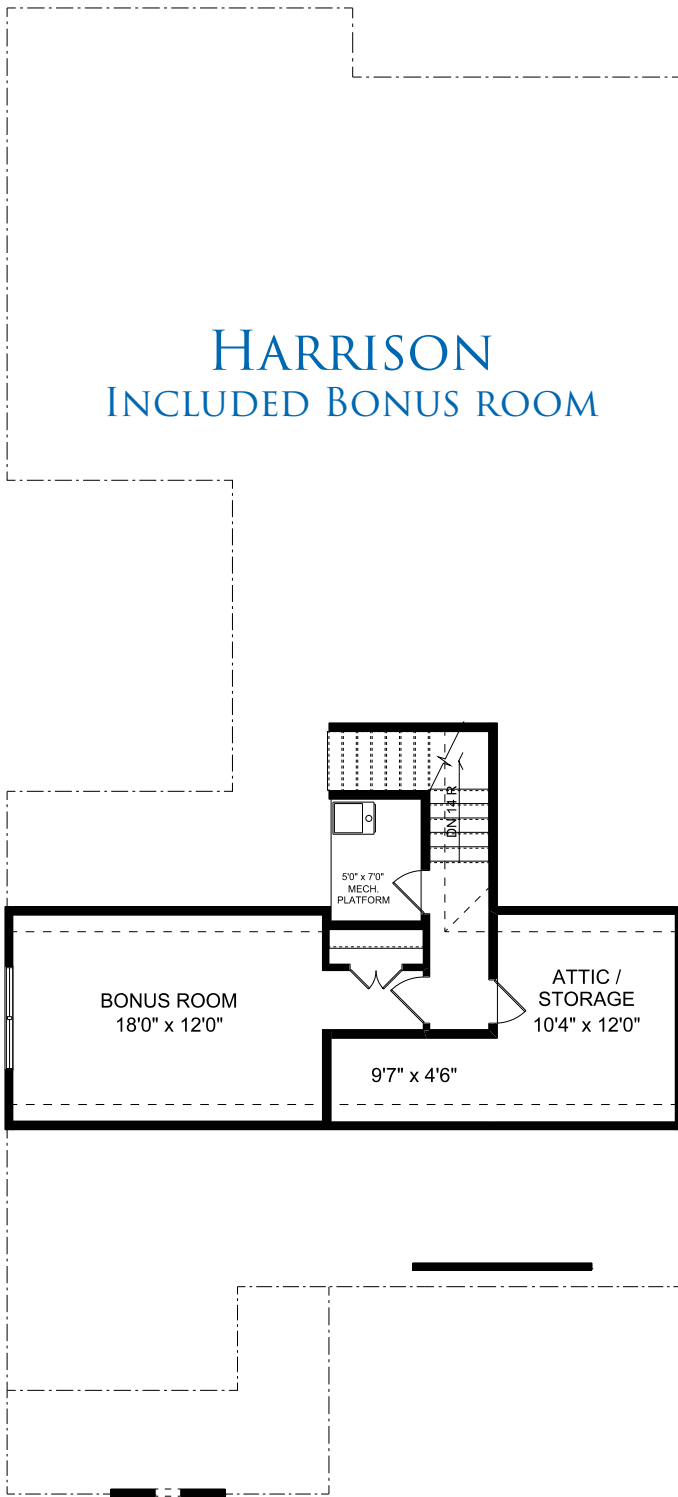 HARRISON
INCLUDED BONUS ROOM
DN 14 R
5'0" x 7'0"
MECH.
PLATFORM
BONUS ROOM
18'0" x 12'0"
ATTIC /
STORAGE
10'4" x 12'0"
9'7" x 4'6"